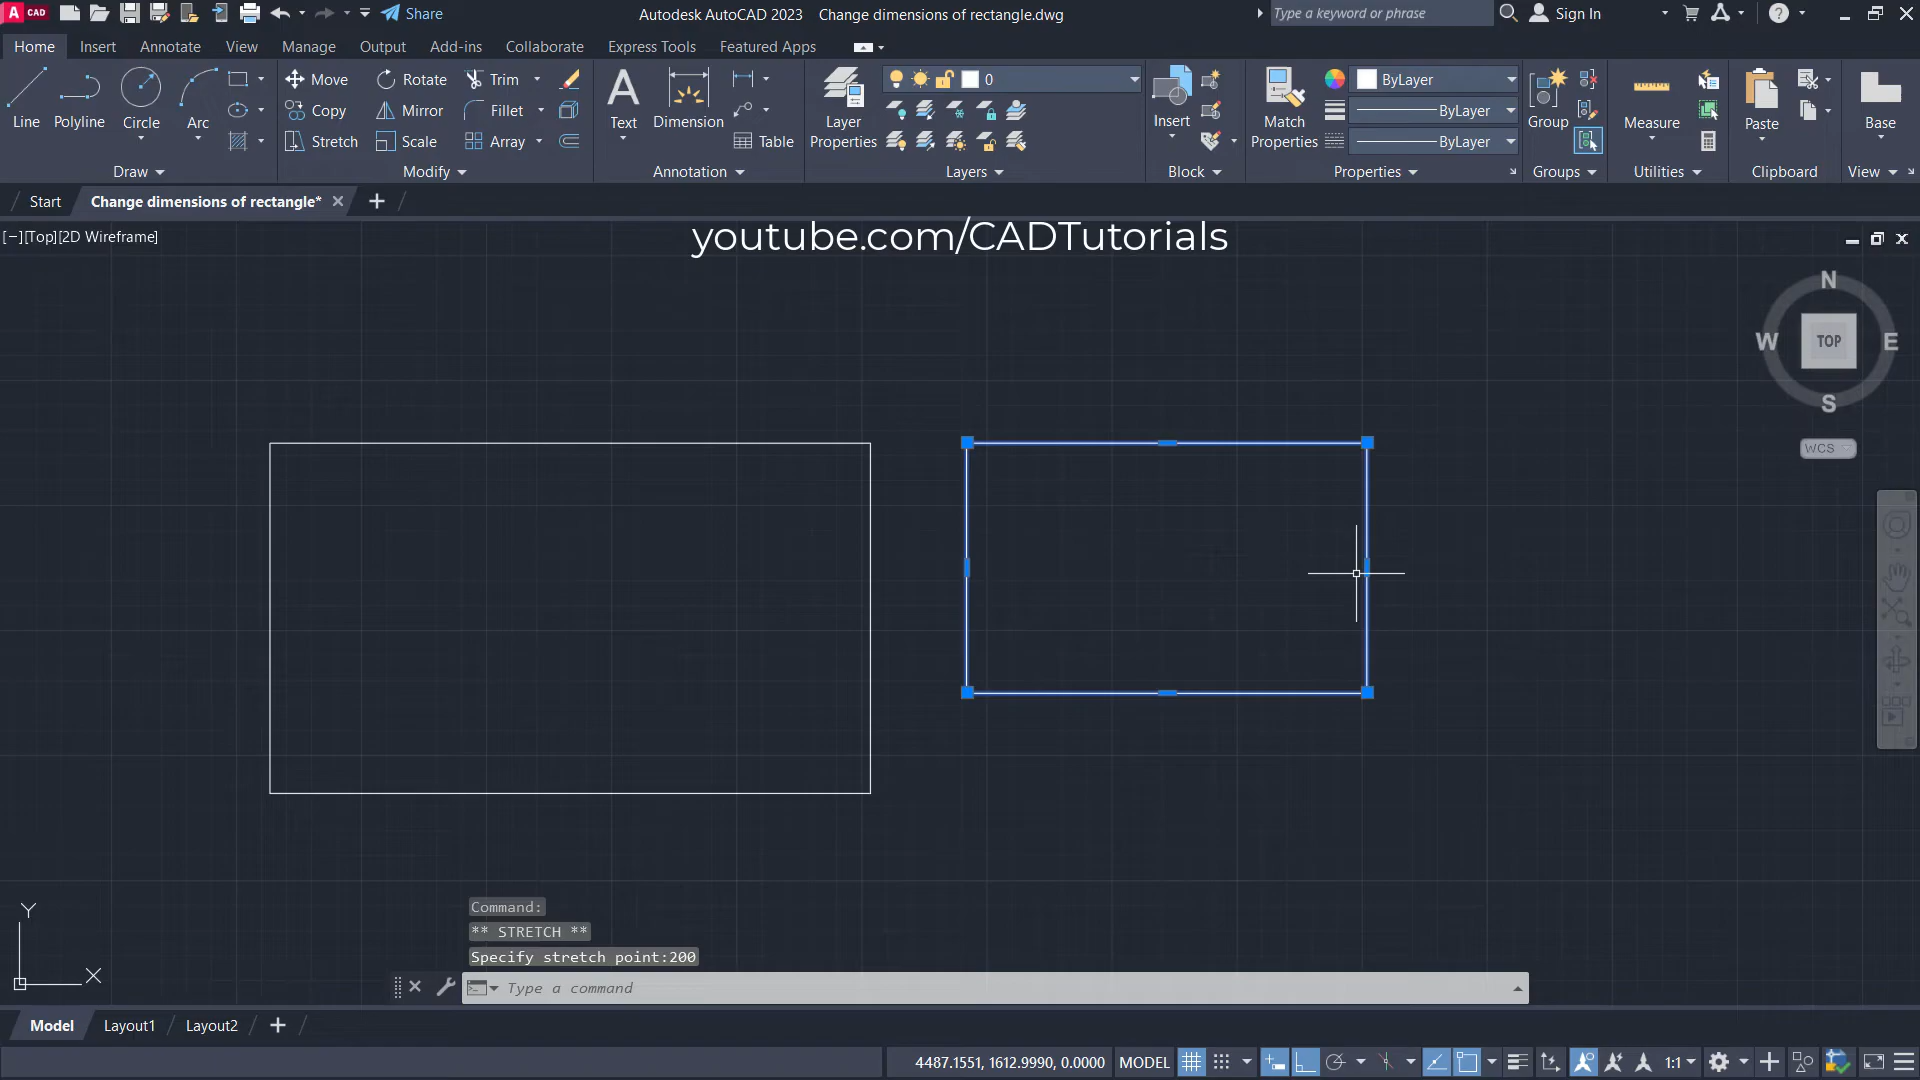 CAD Share Autodesk AutoCAD 2023 Change dimensions of rectangle.dwg Type a keyword or phrase Sign In
Home Insert Annotate View Manage Output Add-ins Functional Collaborate Express Tools Featured Apps
Line Polyline Circle Arc
Move Rotate Trim
Copy Mirror Fillet
Stretch Scale Array
Text Dimension Table
Layer Properties
0
Insert
Match Properties
ByLayer
ByLayer
ByLayer
Group Measure Paste Base
Draw Modify Annotation Layers Block Properties Groups Utilities Clipboard View
Start Change dimensions of rectangle*
[−][Top][2D Wireframe]
youtube.com/CADTutorials
N
W TOP E
S
WCS
Y
X
Command:
** STRETCH **
Specify stretch point:200
Type a command
Model Layout1 Layout2
4487.1551, 1612.9990, 0.0000 MODEL 1:1